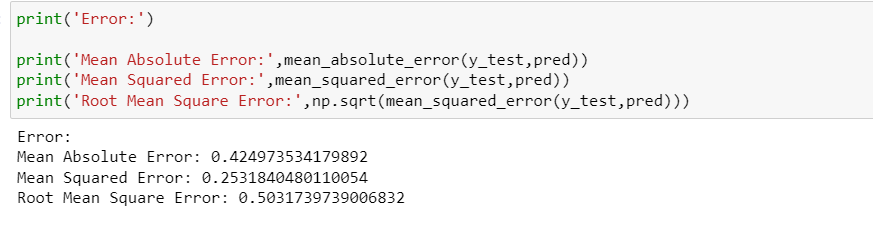 print('Error:')
print('Mean Absolute Error:',mean_absolute_error(y_test,pred))
print('Mean Squared Error:',mean_squared_error(y_test,pred))
print('Root Mean Square Error:',np.sqrt(mean_squared_error(y_test,pred)))
Error:
Mean Absolute Error: 0.424973534179892
Mean Squared Error: 0.2531840480110054
Root Mean Square Error: 0.5031739739006832